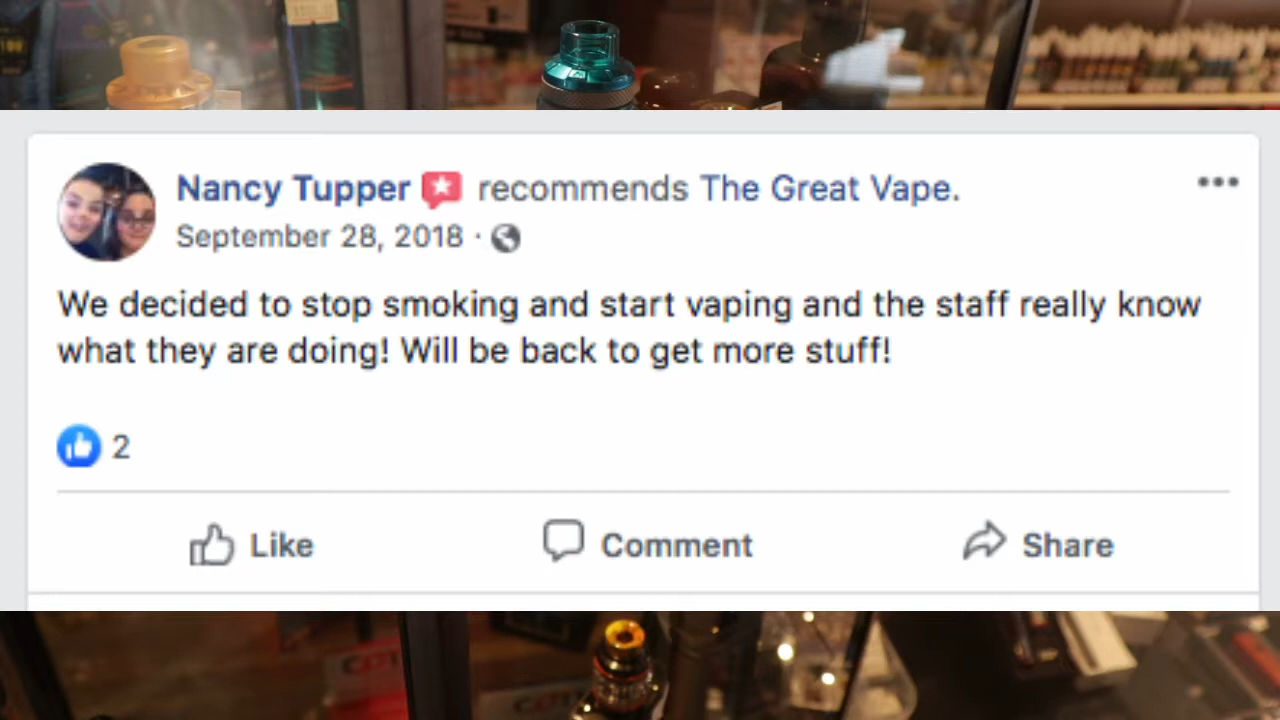 Nancy Tupper recommends The Great Vape.
September 28, 2018 ·
We decided to stop smoking and start vaping and the staff really know
what they are doing! Will be back to get more stuff!
2
Like Comment Share